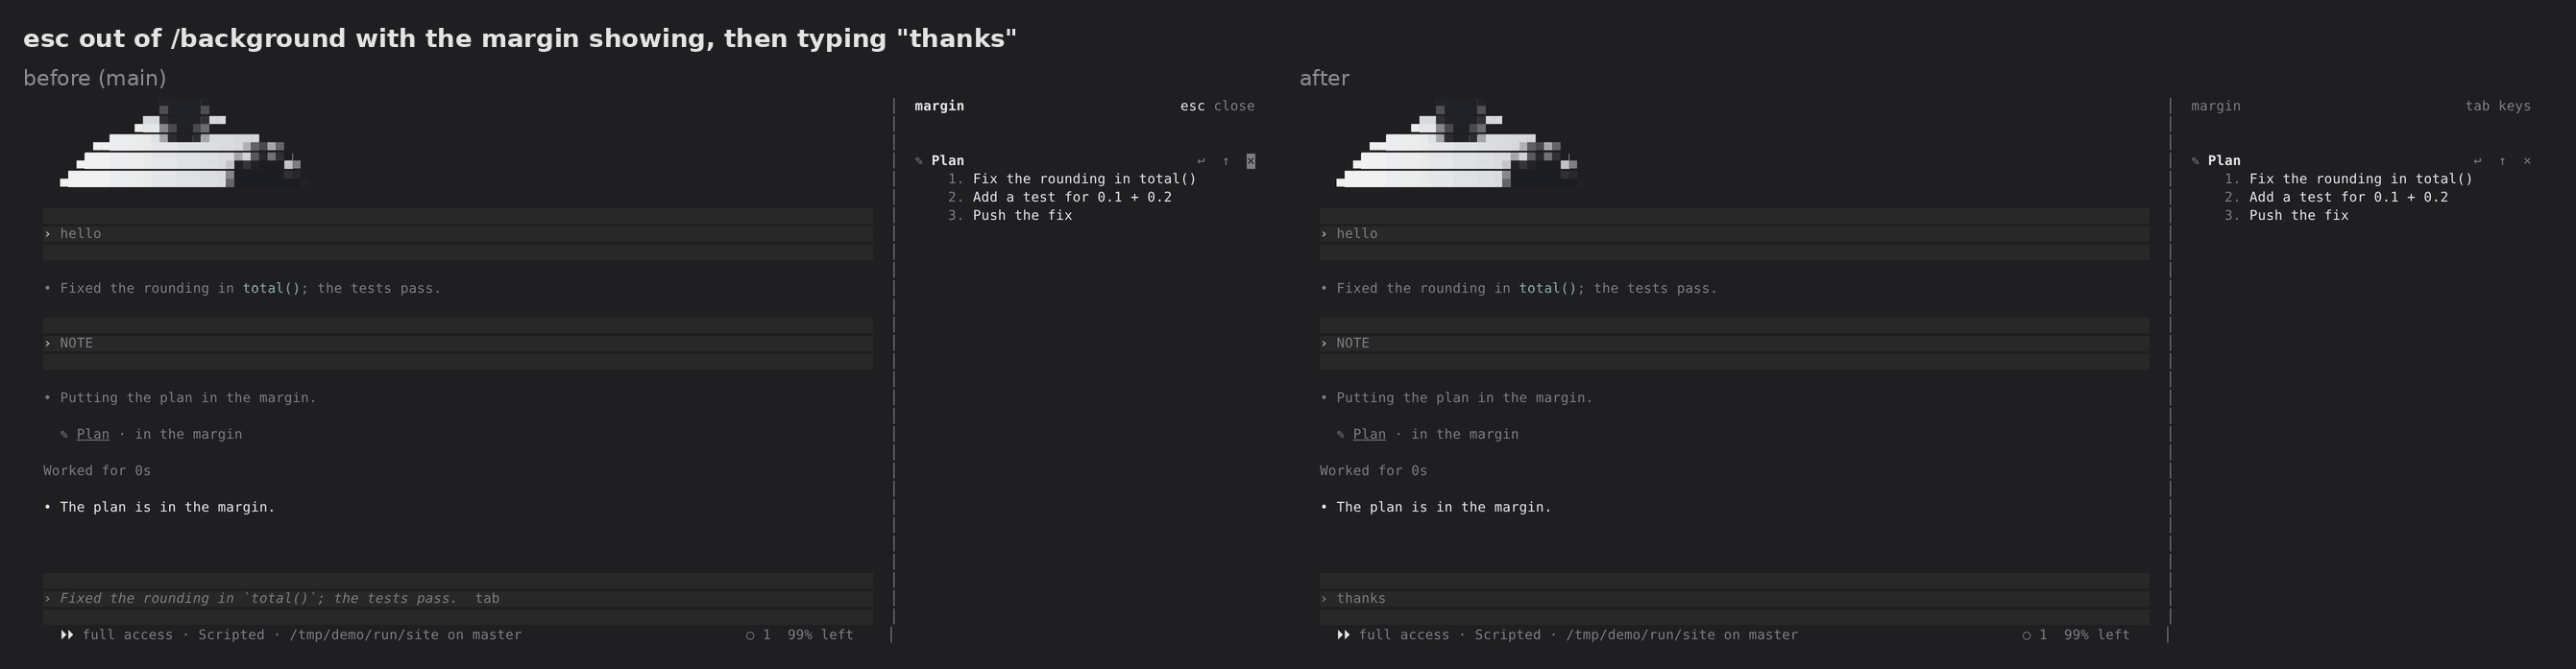 esc out of /background with the margin showing, then typing "thanks"
before (main)
margin esc close
✎ Plan ↩ ↑ ×
1. Fix the rounding in total()
2. Add a test for 0.1 + 0.2
3. Push the fix
› hello
• Fixed the rounding in total(); the tests pass.
› NOTE
• Putting the plan in the margin.
✎ Plan · in the margin
Worked for 0s
• The plan is in the margin.
› Fixed the rounding in `total()`; the tests pass. tab
⏵⏵ full access · Scripted · /tmp/demo/run/site on master ○ 1 99% left
after
margin tab keys
✎ Plan ↩ ↑ ×
1. Fix the rounding in total()
2. Add a test for 0.1 + 0.2
3. Push the fix
› hello
• Fixed the rounding in total(); the tests pass.
› NOTE
• Putting the plan in the margin.
✎ Plan · in the margin
Worked for 0s
• The plan is in the margin.
› thanks
⏵⏵ full access · Scripted · /tmp/demo/run/site on master ○ 1 99% left